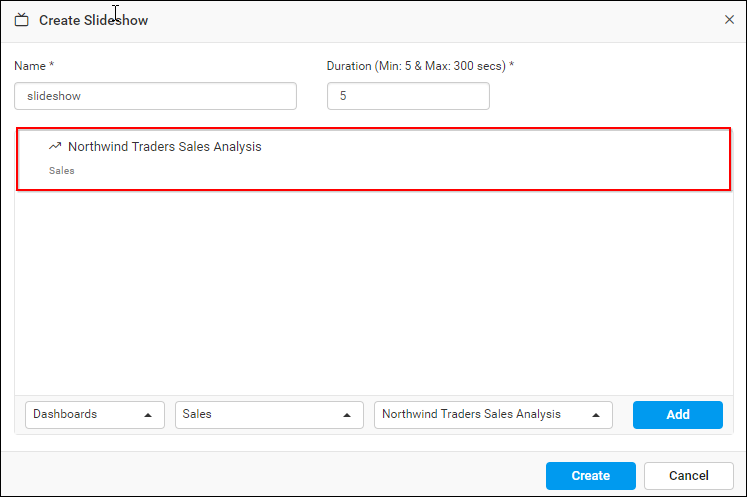 Create Slideshow
Name * Duration (Min: 5 & Max: 300 secs) *
slideshow 5
Northwind Traders Sales Analysis
Sales
Dashboards Sales Northwind Traders Sales Analysis Add
Create Cancel